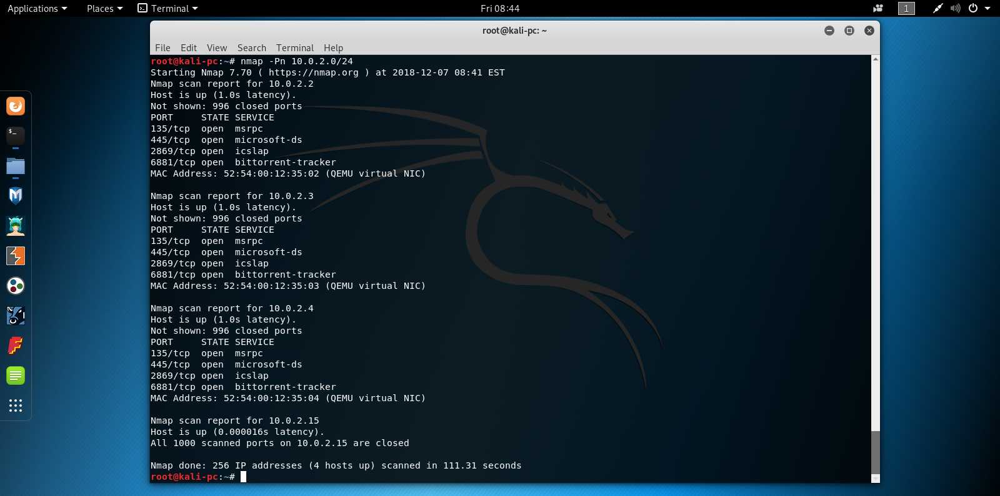 Applications Places Terminal Fri 08:44 1
root@kali-pc: ~
File Edit View Search Terminal Help
root@kali-pc:~# nmap -Pn 10.0.2.0/24
Starting Nmap 7.70 ( https://nmap.org ) at 2018-12-07 08:41 EST
Nmap scan report for 10.0.2.2
Host is up (1.0s latency).
Not shown: 996 closed ports
PORT     STATE SERVICE
135/tcp  open  msrpc
445/tcp  open  microsoft-ds
2869/tcp open  icslap
6881/tcp open  bittorrent-tracker
MAC Address: 52:54:00:12:35:02 (QEMU virtual NIC)

Nmap scan report for 10.0.2.3
Host is up (1.0s latency).
Not shown: 996 closed ports
PORT     STATE SERVICE
135/tcp  open  msrpc
445/tcp  open  microsoft-ds
2869/tcp open  icslap
6881/tcp open  bittorrent-tracker
MAC Address: 52:54:00:12:35:03 (QEMU virtual NIC)

Nmap scan report for 10.0.2.4
Host is up (1.0s latency).
Not shown: 996 closed ports
PORT     STATE SERVICE
135/tcp  open  msrpc
445/tcp  open  microsoft-ds
2869/tcp open  icslap
6881/tcp open  bittorrent-tracker
MAC Address: 52:54:00:12:35:04 (QEMU virtual NIC)

Nmap scan report for 10.0.2.15
Host is up (0.000016s latency).
All 1000 scanned ports on 10.0.2.15 are closed

Nmap done: 256 IP addresses (4 hosts up) scanned in 111.31 seconds
root@kali-pc:~#
$_